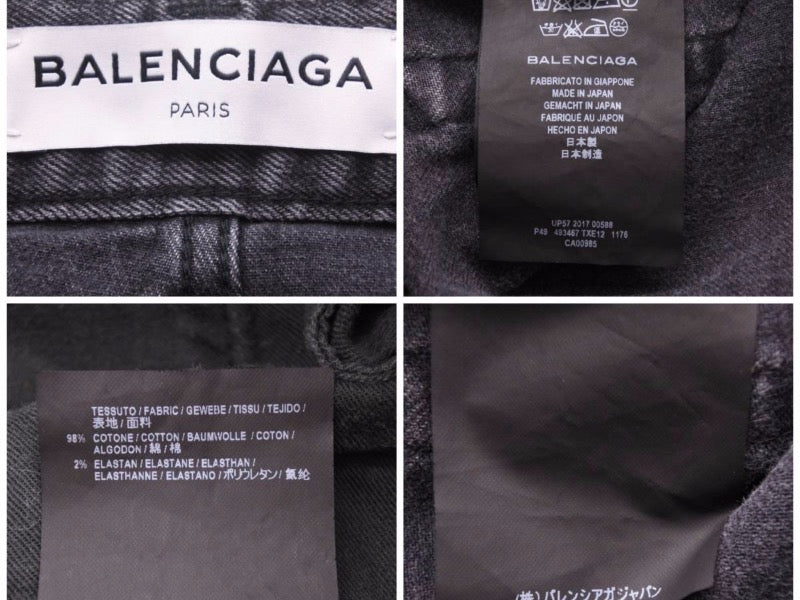 BALENCIAGA
PARIS
BALENCIAGA
FABBRICATO IN GIAPPONE
MADE IN JAPAN
GEMACHT IN JAPAN
FABRIQUÉ AU JAPON
HECHO EN JAPON
日本製
日本制造
UP57 2017 00588
P49 493467 TXE12 1176
CA00985
TESSUTO / FABRIC / GEWEBE / TISSU / TEJIDO /
表地 / 面料
98% COTONE / COTTON / BAUMWOLLE / COTON /
ALGODON / 綿 / 棉
2% ELASTAN / ELASTANE / ELASTHAN /
ELASTHANNE / ELASTANO / ポリウレタン / 氨纶
(株)バレンシアガジャパン